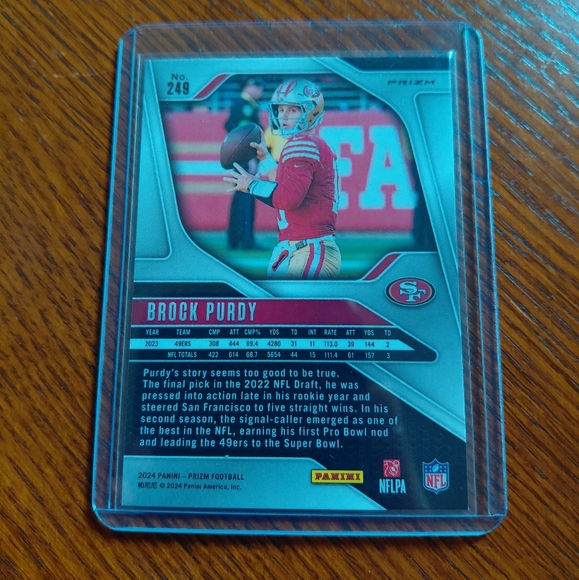 No.
249
PRIZM
FA
SF
BROCK PURDY
YEAR TEAM CMP ATT CMP% YDS TD INT RATE ATT YDS TD
2023 49ERS 308 444 69.4 4280 31 11 113.0 39 144 2
NFL TOTALS 422 614 68.7 5654 44 15 111.4 61 157 3
Purdy's story seems too good to be true.
The final pick in the 2022 NFL Draft, he was
pressed into action late in his rookie year and
steered San Francisco to five straight wins. In his
second season, the signal-caller emerged as one of
the best in the NFL, earning his first Pro Bowl nod
and leading the 49ers to the Super Bowl.
2024 PANINI – PRIZM FOOTBALL
© 2024 Panini America, Inc.
PANINI
NFLPA
NFL